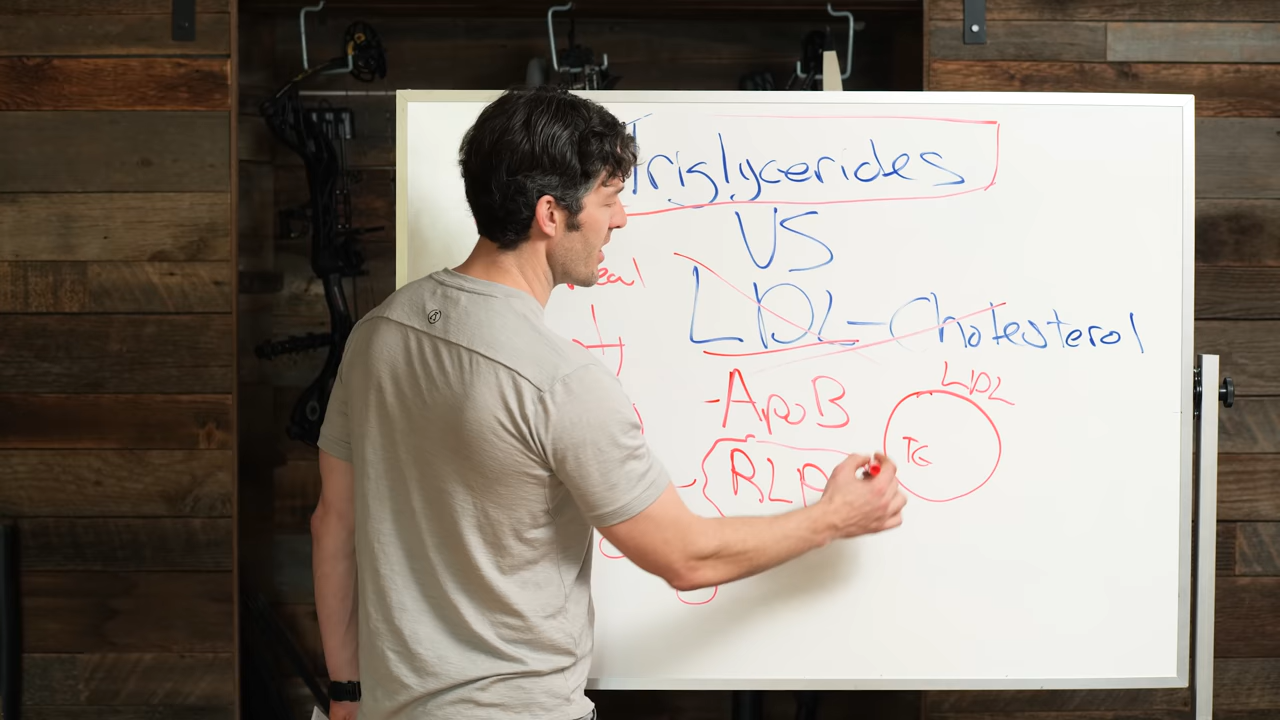 Triglycerides
VS
LDL-Cholesterol
- ApoB
LDL
TG
- RLP